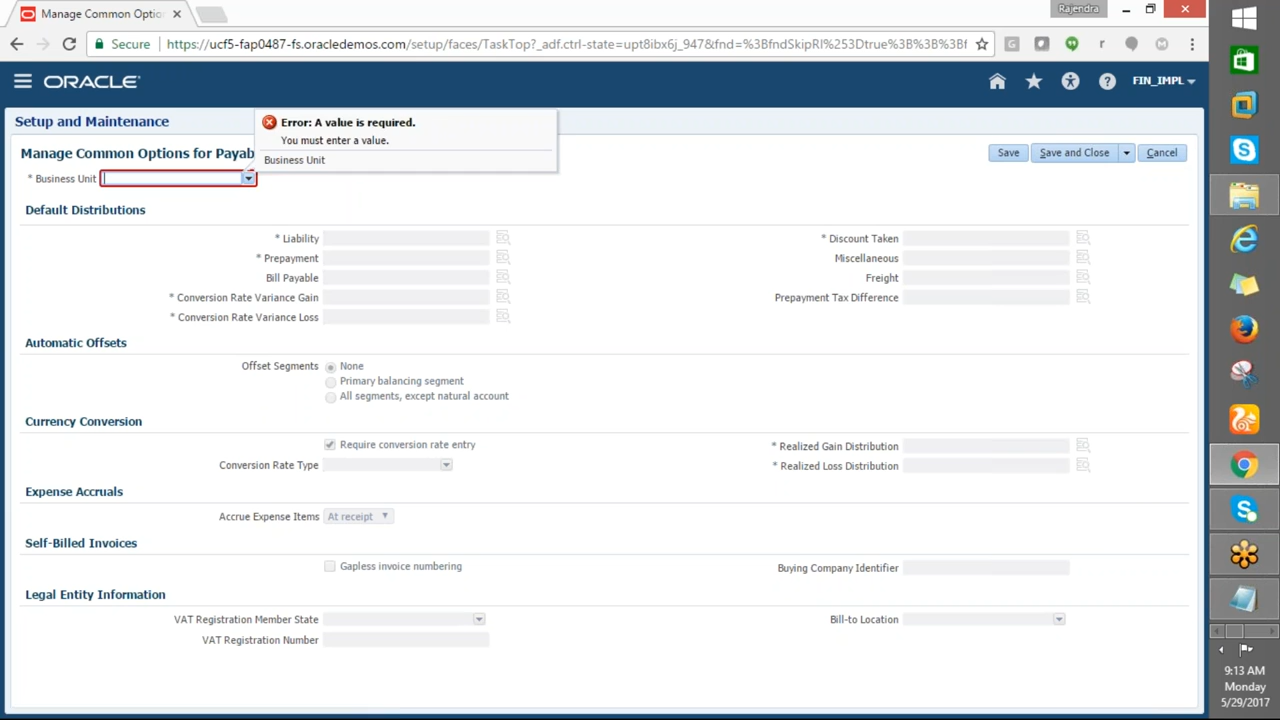 Manage Common Optio
Rajendra
Secure
https://ucf5-fap0487-fs.oracledemos.com/setup/faces/TaskTop?_adf.ctrl-state=upt8ibx6j_947&fnd=%3BfndSkipRI%253Dtrue%3B%3B%3Bf
ORACLE
FIN_IMPL
Setup and Maintenance
Error: A value is required.
You must enter a value.
Business Unit
Manage Common Options for Payab
Save
Save and Close
Cancel
* Business Unit
Default Distributions
* Liability
* Discount Taken
* Prepayment
Miscellaneous
Bill Payable
Freight
* Conversion Rate Variance Gain
Prepayment Tax Difference
* Conversion Rate Variance Loss
Automatic Offsets
Offset Segments
None
Primary balancing segment
All segments, except natural account
Currency Conversion
Require conversion rate entry
* Realized Gain Distribution
Conversion Rate Type
* Realized Loss Distribution
Expense Accruals
Accrue Expense Items
At receipt
Self-Billed Invoices
Gapless invoice numbering
Buying Company Identifier
Legal Entity Information
VAT Registration Member State
Bill-to Location
VAT Registration Number
9:13 AM
Monday
5/29/2017